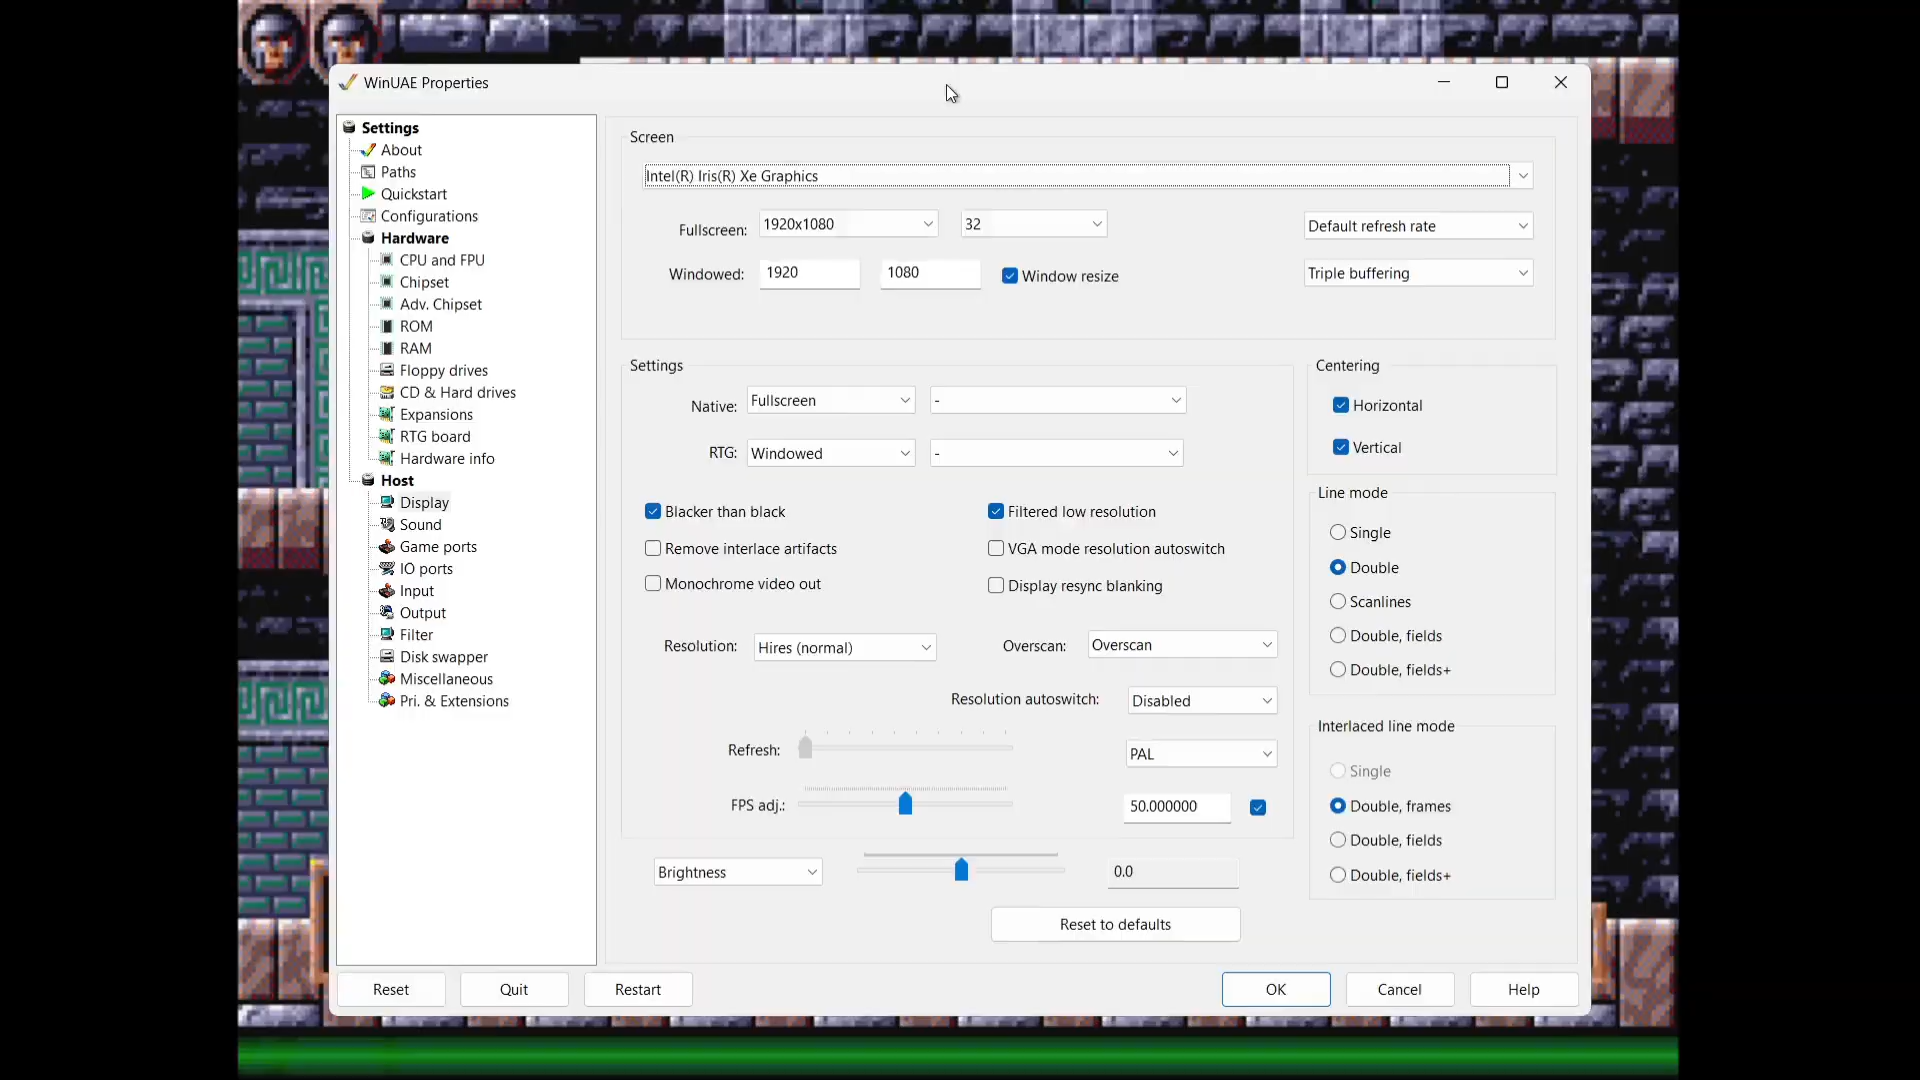 WinUAE Properties
Settings
About
Paths
Quickstart
Configurations
Hardware
CPU and FPU
Chipset
Adv. Chipset
ROM
RAM
Floppy drives
CD & Hard drives
Expansions
RTG board
Hardware info
Host
Display
Sound
Game ports
IO ports
Input
Output
Filter
Disk swapper
Miscellaneous
Pri. & Extensions
Screen
Intel(R) Iris(R) Xe Graphics
Fullscreen: 1920x1080 32 Default refresh rate
Windowed: 1920 1080 Window resize Triple buffering
Settings
Native: Fullscreen -
RTG: Windowed -
Blacker than black Filtered low resolution
Remove interlace artifacts VGA mode resolution autoswitch
Monochrome video out Display resync blanking
Resolution: Hires (normal) Overscan: Overscan
Resolution autoswitch: Disabled
Refresh: PAL
FPS adj.: 50.000000
Brightness 0.0
Reset to defaults
Centering
Horizontal
Vertical
Line mode
Single
Double
Scanlines
Double, fields
Double, fields+
Interlaced line mode
Single
Double, frames
Double, fields
Double, fields+
Reset Quit Restart OK Cancel Help